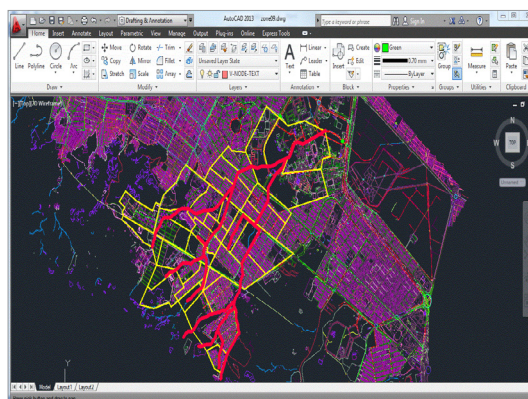 Drafting & Annotation
AutoCAD 2013 zone09.dwg
Type a keyword or phrase
Sign In
Home Insert Annotate Layout Parametric View Manage Output Plug-ins Online Express Tools
Line Polyline Circle Arc
Move Rotate Trim
Copy Mirror Fillet
Stretch Scale Array
Unsaved Layer State
V-NODE-TEXT
Text
Linear
Leader
Table
Insert
Create
Edit
Green
0.70 mm
ByLayer
Group
Measure
Paste
Draw Modify Layers Annotation Block Properties Groups Utilities Clipboard
[-][Top][2D Wireframe]
N
W TOP E
S
Unnamed
Y
Model Layout1 Layout2